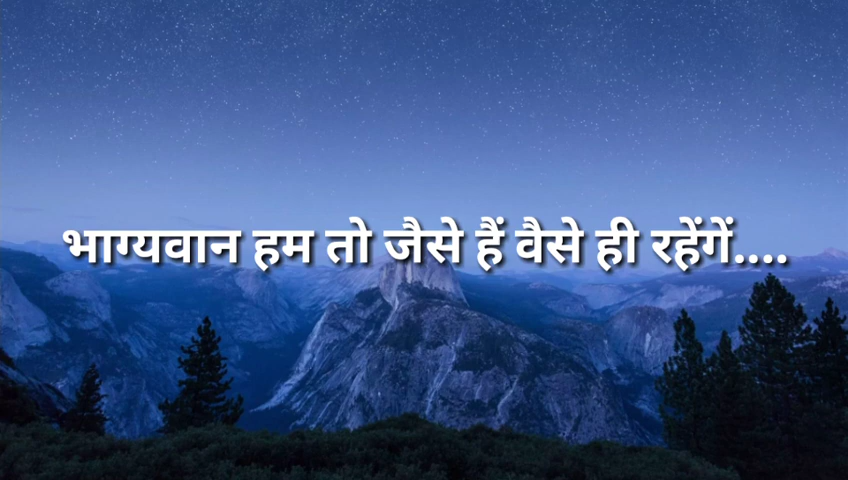 भाग्यवान हम तो जैसे हैं वैसे ही रहेंगें....